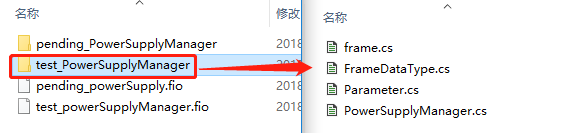 名称
修改
pending_PowerSupplyManager
2018
test_PowerSupplyManager
2018
pending_powerSupply.fio
2018
test_powerSupplyManager.fio
2018
名称
frame.cs
FrameDataType.cs
Parameter.cs
PowerSupplyManager.cs